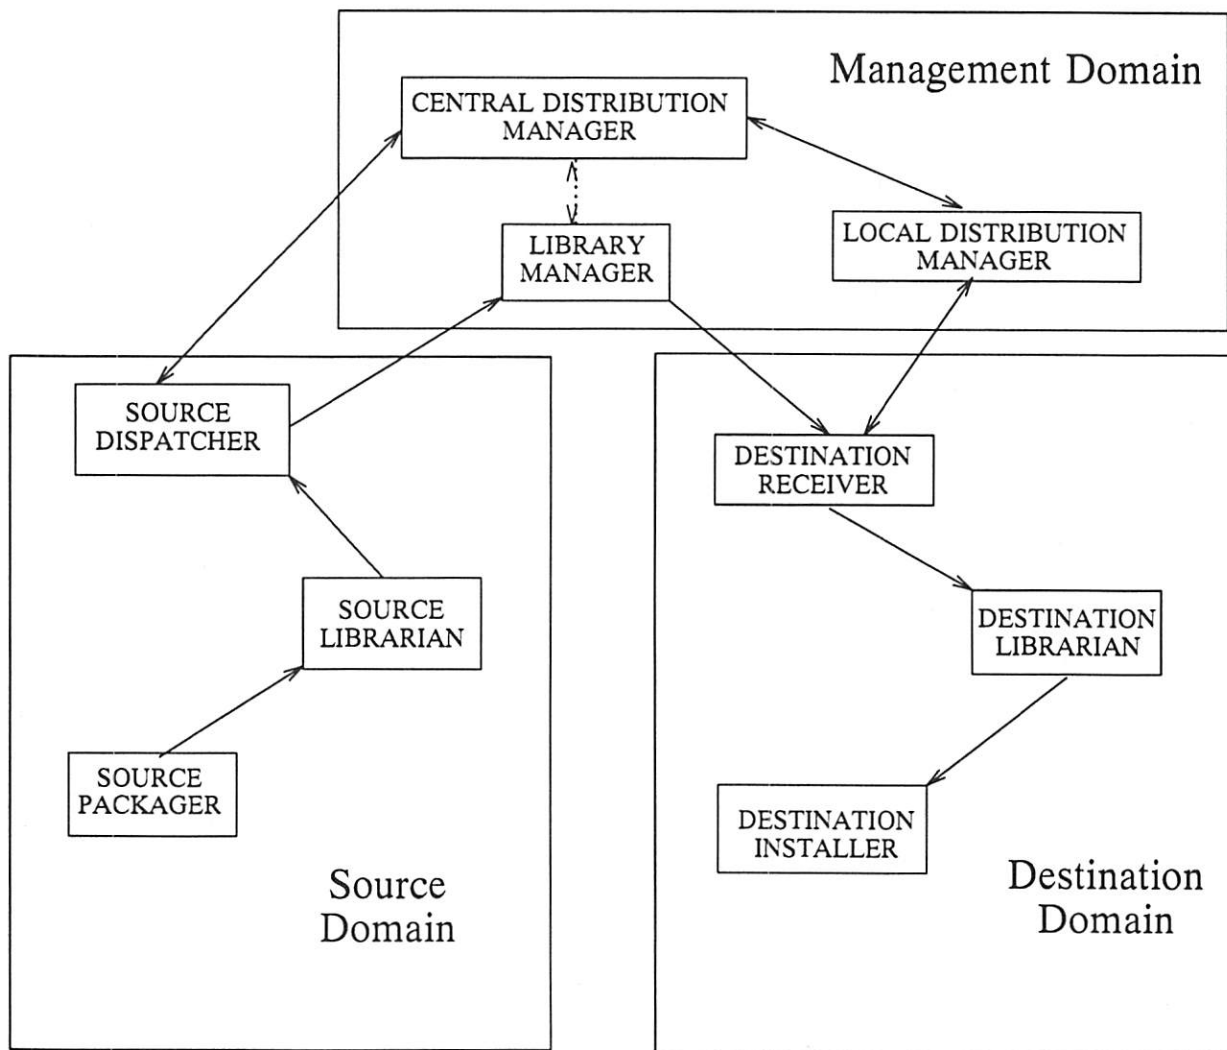 Management Domain
CENTRAL DISTRIBUTION
MANAGER
LIBRARY
MANAGER
LOCAL DISTRIBUTION
MANAGER
SOURCE
DISPATCHER
SOURCE
LIBRARIAN
SOURCE
PACKAGER
Source
Domain
DESTINATION
RECEIVER
DESTINATION
LIBRARIAN
DESTINATION
INSTALLER
Destination
Domain